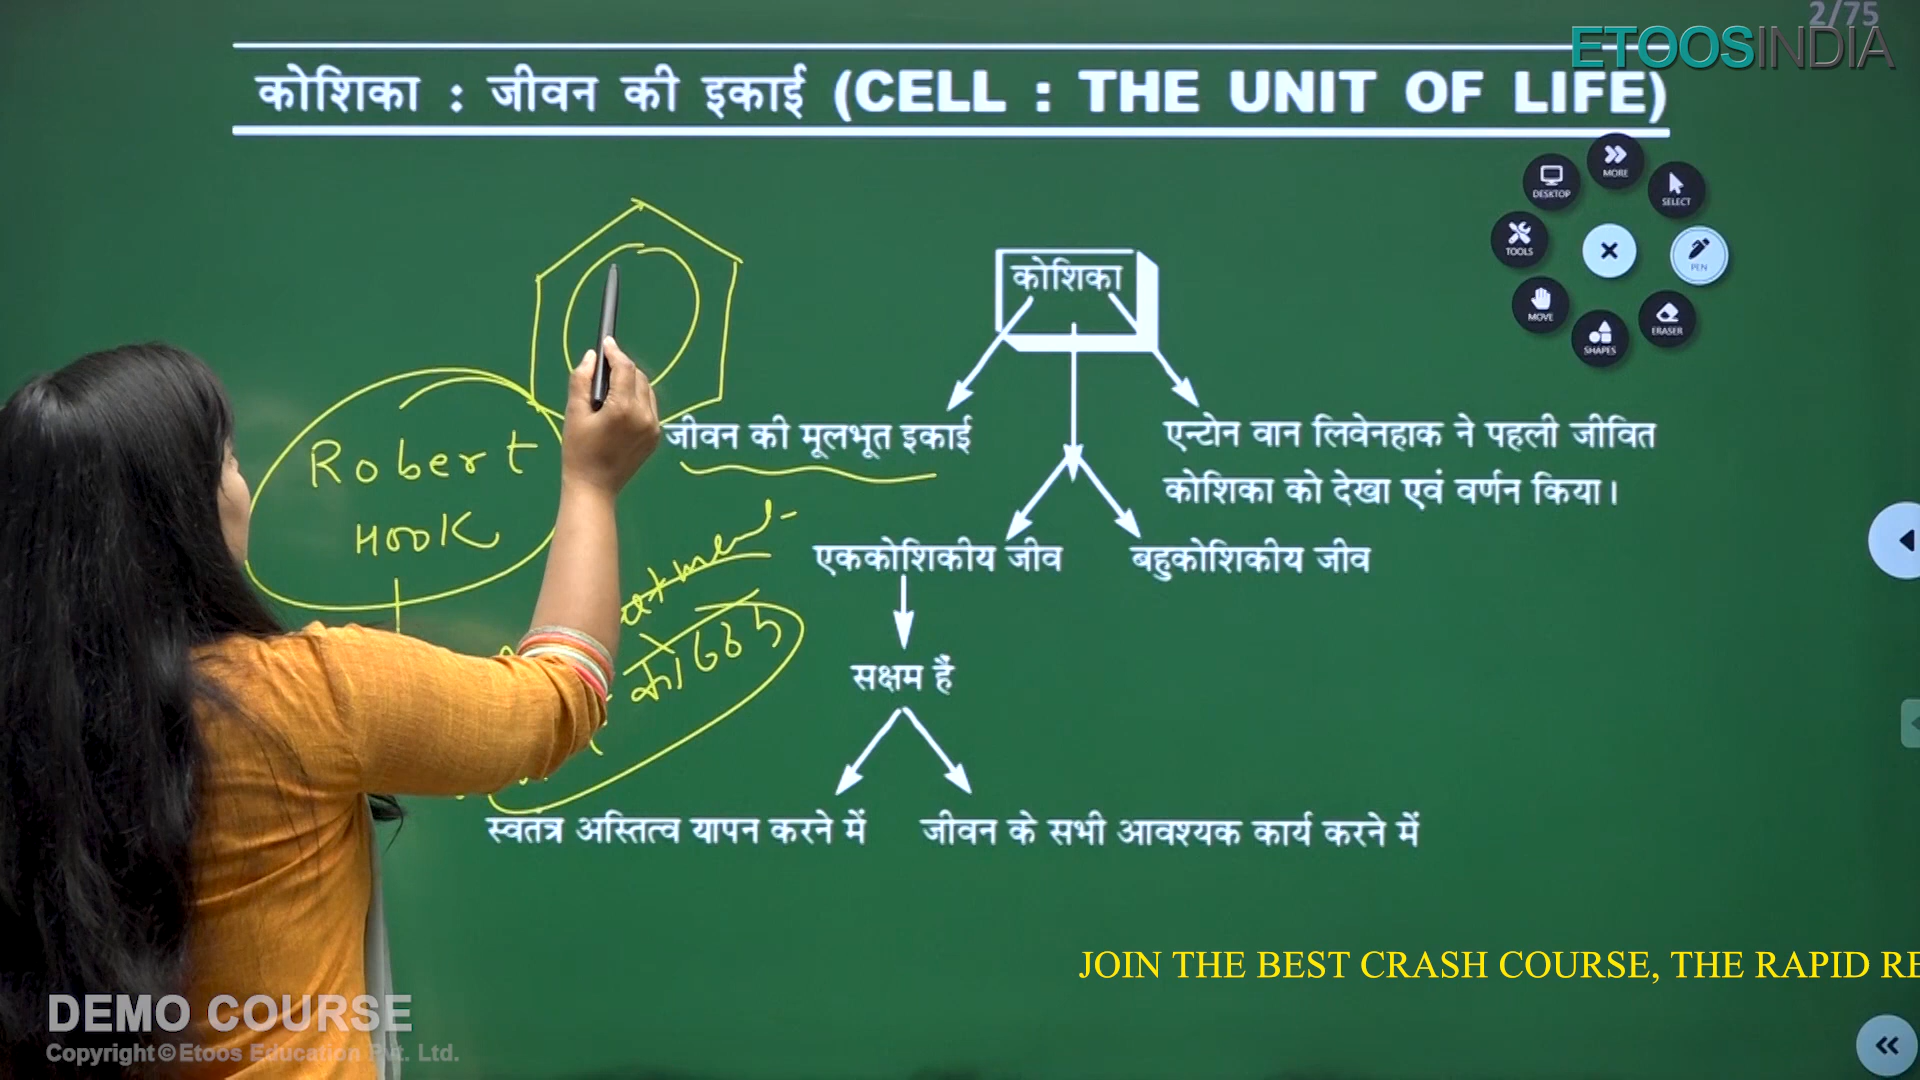 2/75
ETOOSINDIA
कोशिका : जीवन की इकाई (CELL : THE UNIT OF LIFE)
MORE
DESKTOP
SELECT
TOOLS
PEN
MOVE
ERASER
SHAPES
कोशिका
जीवन की मूलभूत इकाई
एन्टोन वान लिवेनहाक ने पहली जीवित
कोशिका को देखा एवं वर्णन किया।
Robert
HOOK
एककोशिकीय जीव
बहुकोशिकीय जीव
सक्षम हैं
स्वतत्र अस्तित्व यापन करने में
जीवन के सभी आवश्यक कार्य करने में
JOIN THE BEST CRASH COURSE, THE RAPID RE
DEMO COURSE
Copyright © Etoos Education Pvt. Ltd.